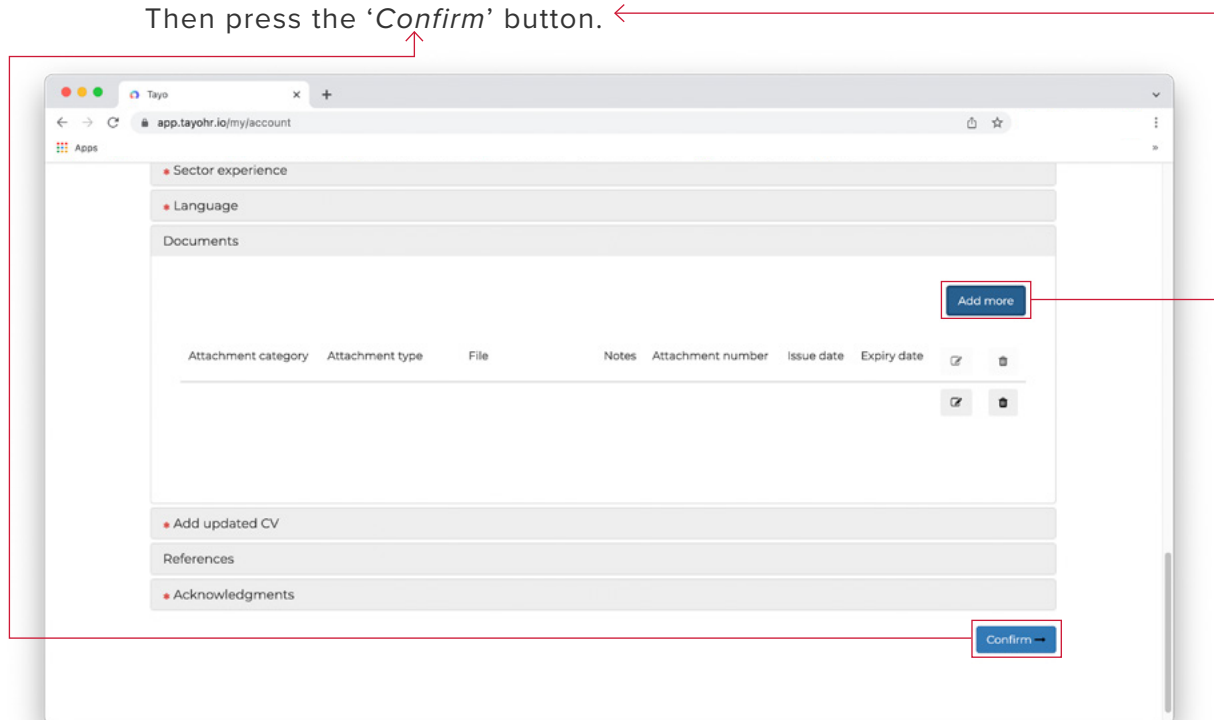 Then press the ‘Confirm’ button.
Tayo
app.tayohr.io/my/account
Apps
* Sector experience
* Language
Documents
Add more
Attachment category Attachment type File Notes Attachment number Issue date Expiry date
* Add updated CV
References
* Acknowledgments
Confirm